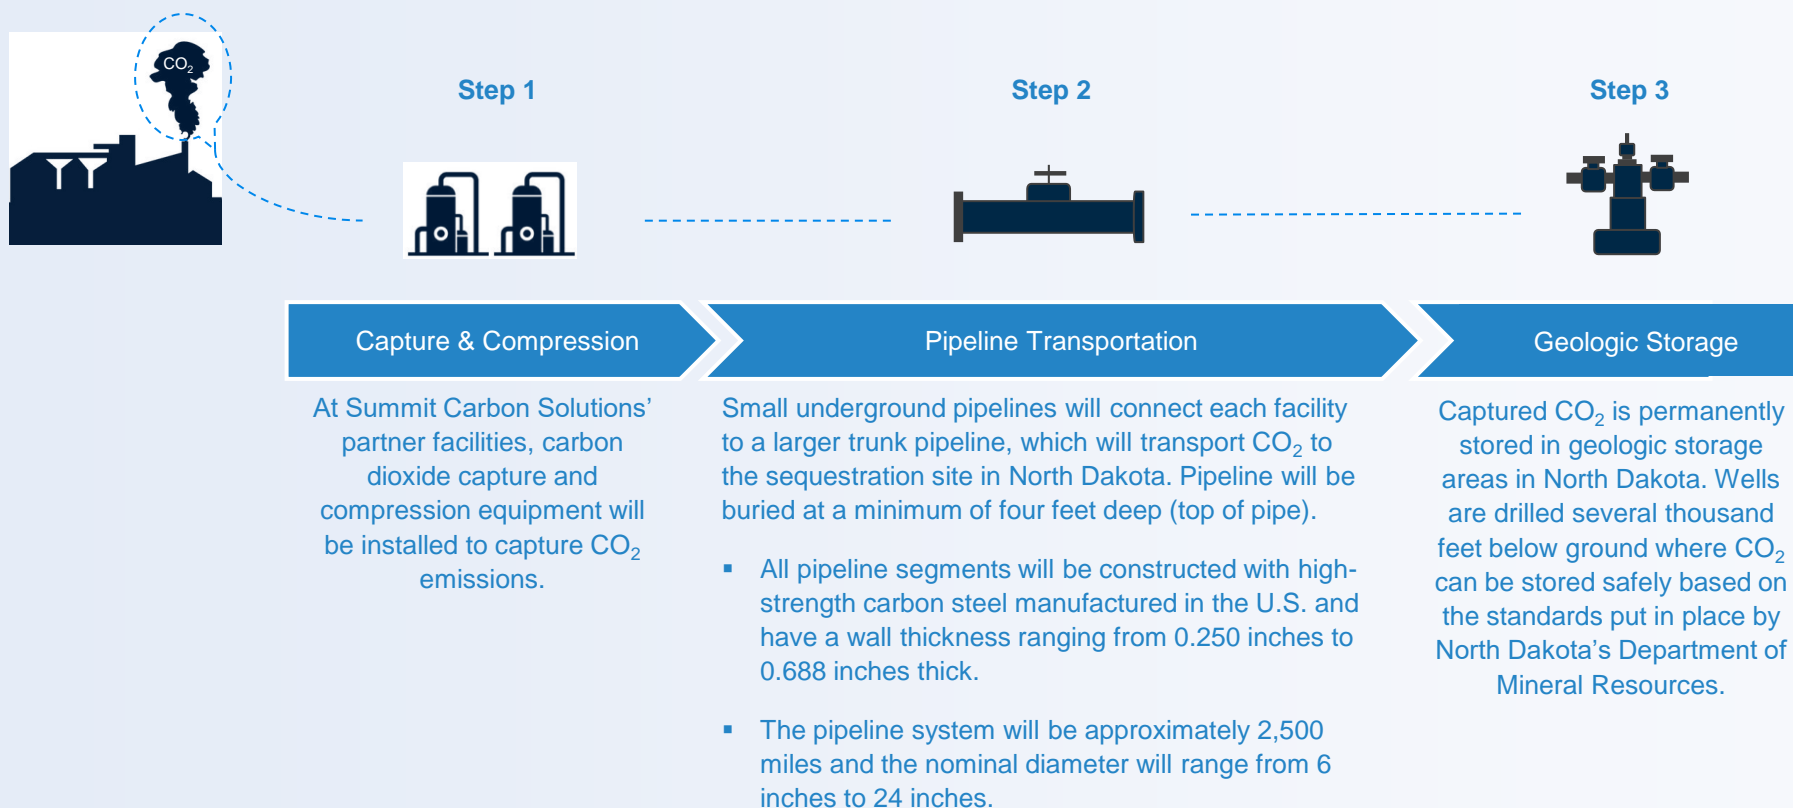 CO₂
Step 1
Step 2
Step 3
Capture & Compression
Pipeline Transportation
Geologic Storage
At Summit Carbon Solutions’
partner facilities, carbon
dioxide capture and
compression equipment will
be installed to capture CO₂
emissions.
Small underground pipelines will connect each facility
to a larger trunk pipeline, which will transport CO₂ to
the sequestration site in North Dakota. Pipeline will be
buried at a minimum of four feet deep (top of pipe).
▪ All pipeline segments will be constructed with high-
strength carbon steel manufactured in the U.S. and
have a wall thickness ranging from 0.250 inches to
0.688 inches thick.
▪ The pipeline system will be approximately 2,500
miles and the nominal diameter will range from 6
inches to 24 inches.
Captured CO₂ is permanently
stored in geologic storage
areas in North Dakota. Wells
are drilled several thousand
feet below ground where CO₂
can be stored safely based on
the standards put in place by
North Dakota’s Department of
Mineral Resources.